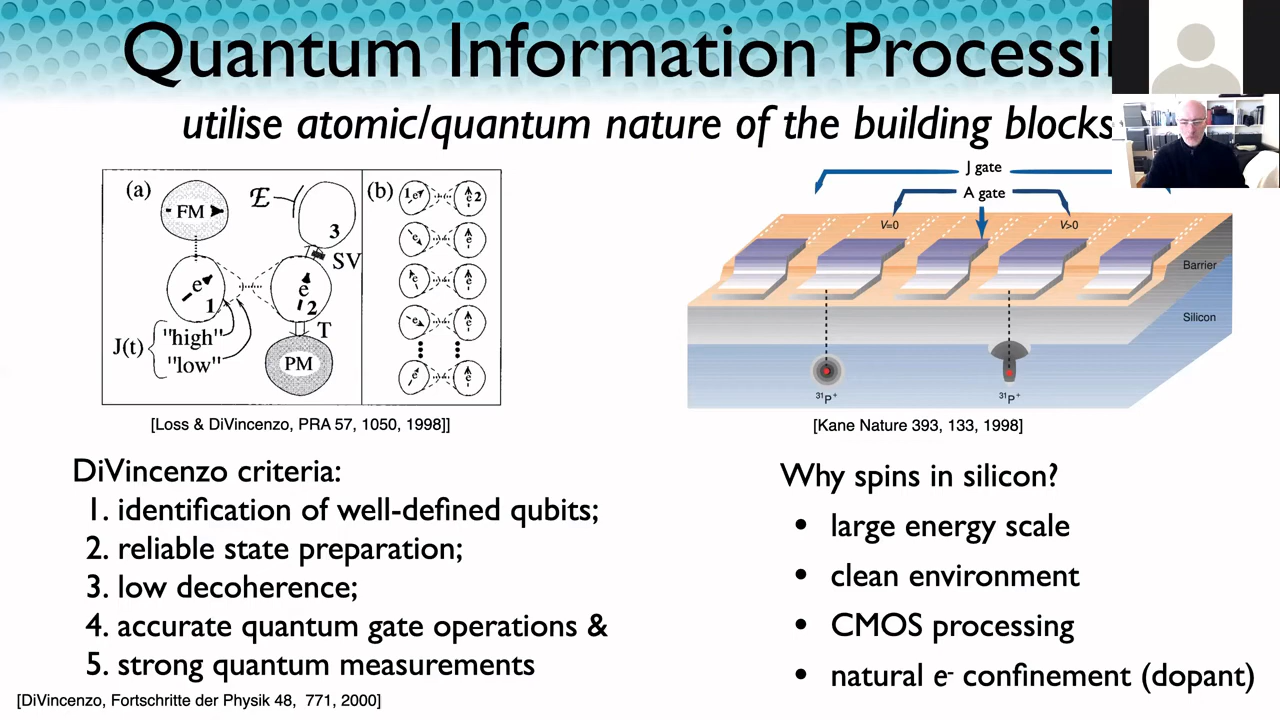 Quantum Information Processi
utilise atomic/quantum nature of the building blocks
(a)
FM
ℰ
3
SV
e
1
e
2
T
J(t)
"high"
"low"
PM
(b)
1 e
e 2
e
e
e
e
e
e
e
e
[Loss & DiVincenzo, PRA 57, 1050, 1998]]
J gate
A gate
V=0
V>0
Barrier
Silicon
31P+
31P+
[Kane Nature 393, 133, 1998]
DiVincenzo criteria:
1. identification of well-defined qubits;
2. reliable state preparation;
3. low decoherence;
4. accurate quantum gate operations &
5. strong quantum measurements
[DiVincenzo, Fortschritte der Physik 48, 771, 2000]
Why spins in silicon?
• large energy scale
• clean environment
• CMOS processing
• natural e- confinement (dopant)